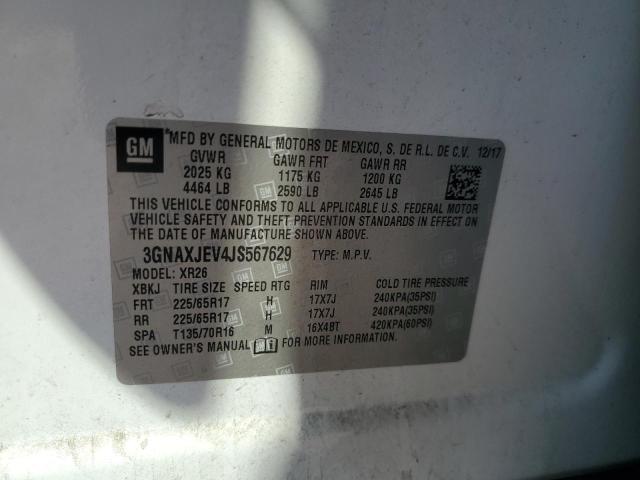 GM
*MFD BY GENERAL MOTORS DE MEXICO, S. DE R.L. DE C.V. 12/17
GVWR GAWR FRT GAWR RR
2025 KG 1175 KG 1200 KG
4464 LB 2590 LB 2645 LB
THIS VEHICLE CONFORMS TO ALL APPLICABLE U.S. FEDERAL MOTOR
VEHICLE SAFETY AND THEFT PREVENTION STANDARDS IN EFFECT ON
THE DATE OF MANUFACTURE SHOWN ABOVE.
3GNAXJEV4JS567629 TYPE: M.P.V.
MODEL: XR26
XBKJ TIRE SIZE SPEED RTG RIM COLD TIRE PRESSURE
FRT 225/65R17 H 17X7J 240KPA(35PSI)
RR 225/65R17 H 17X7J 240KPA(35PSI)
SPA T135/70R16 M 16X4BT 420KPA(60PSI)
SEE OWNER'S MANUAL FOR MORE INFORMATION.